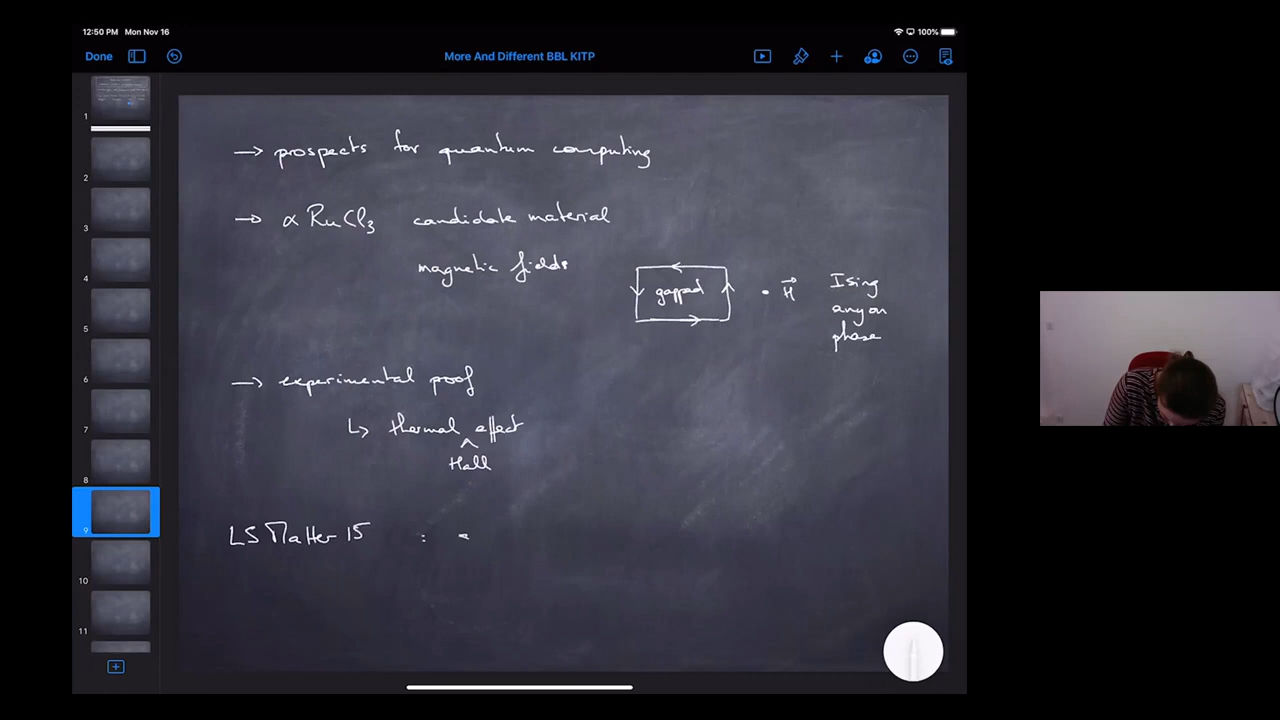 12:50 PM Mon Nov 16
100%
Done
More And Different BBL KITP
→ prospects for quantum computing
→ α RuCl3 candidate material
magnetic fields
gapped
• H
Ising
anyon
phase
→ experimental proof
↳ thermal effect
^
Hall
LS Matter 15 :
1
2
3
4
5
6
7
8
9
10
11